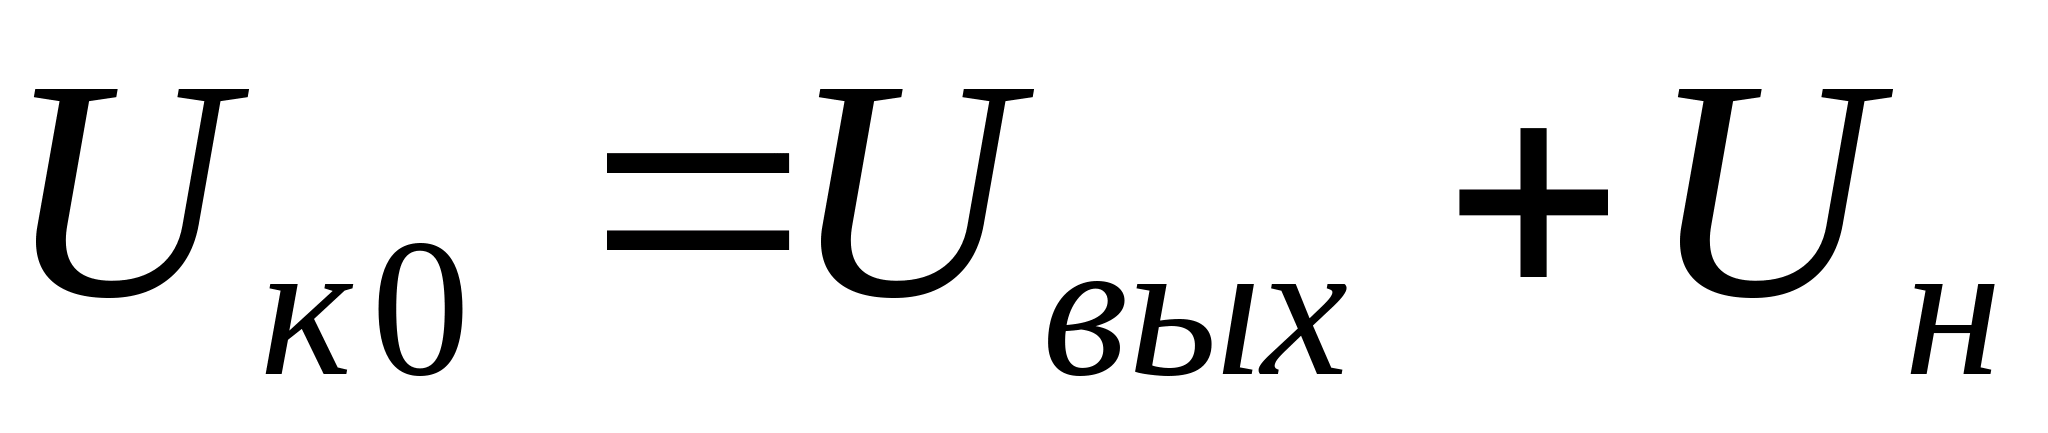 Uк0 = Uвых + Uн